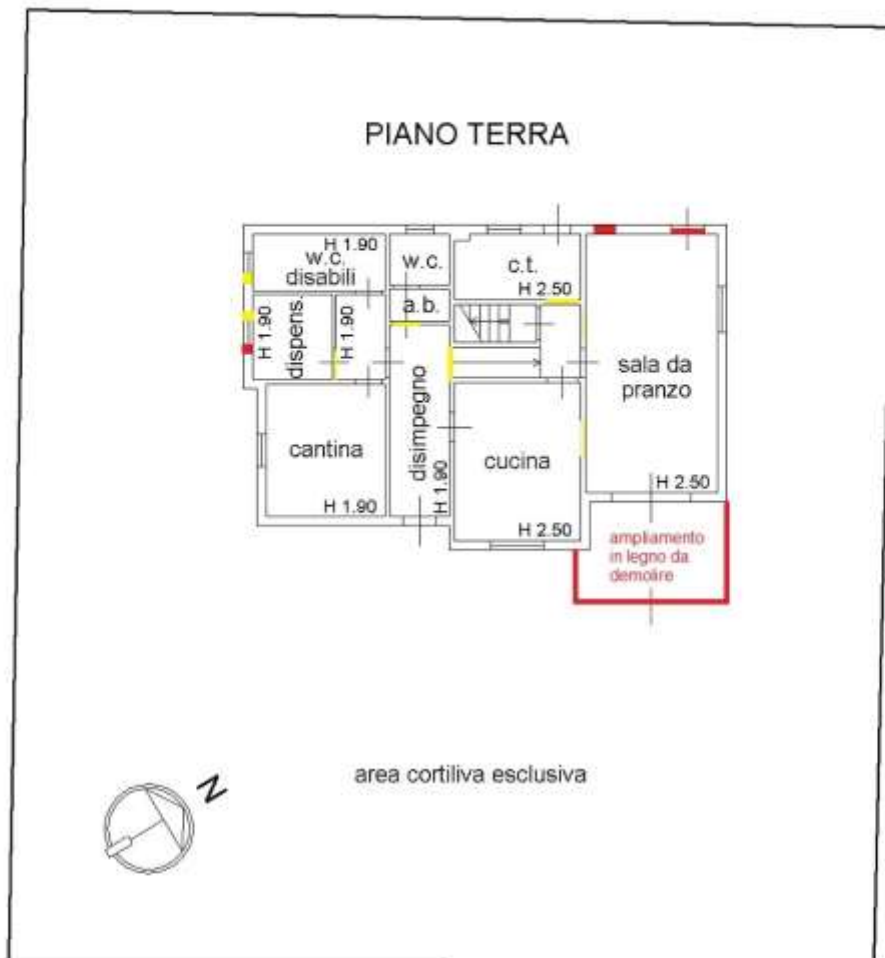 PIANO TERRA
H 1.90
w.c.
disabili
w.c.
c.t.
H 2.50
a.b.
H 1.90
dispens.
H 1.90
sala da
pranzo
disimpegno
cantina
cucina
H 1.90
H 1.90
H 2.50
H 2.50
ampliamento
in legno da
demolire
area cortiliva esclusiva
N